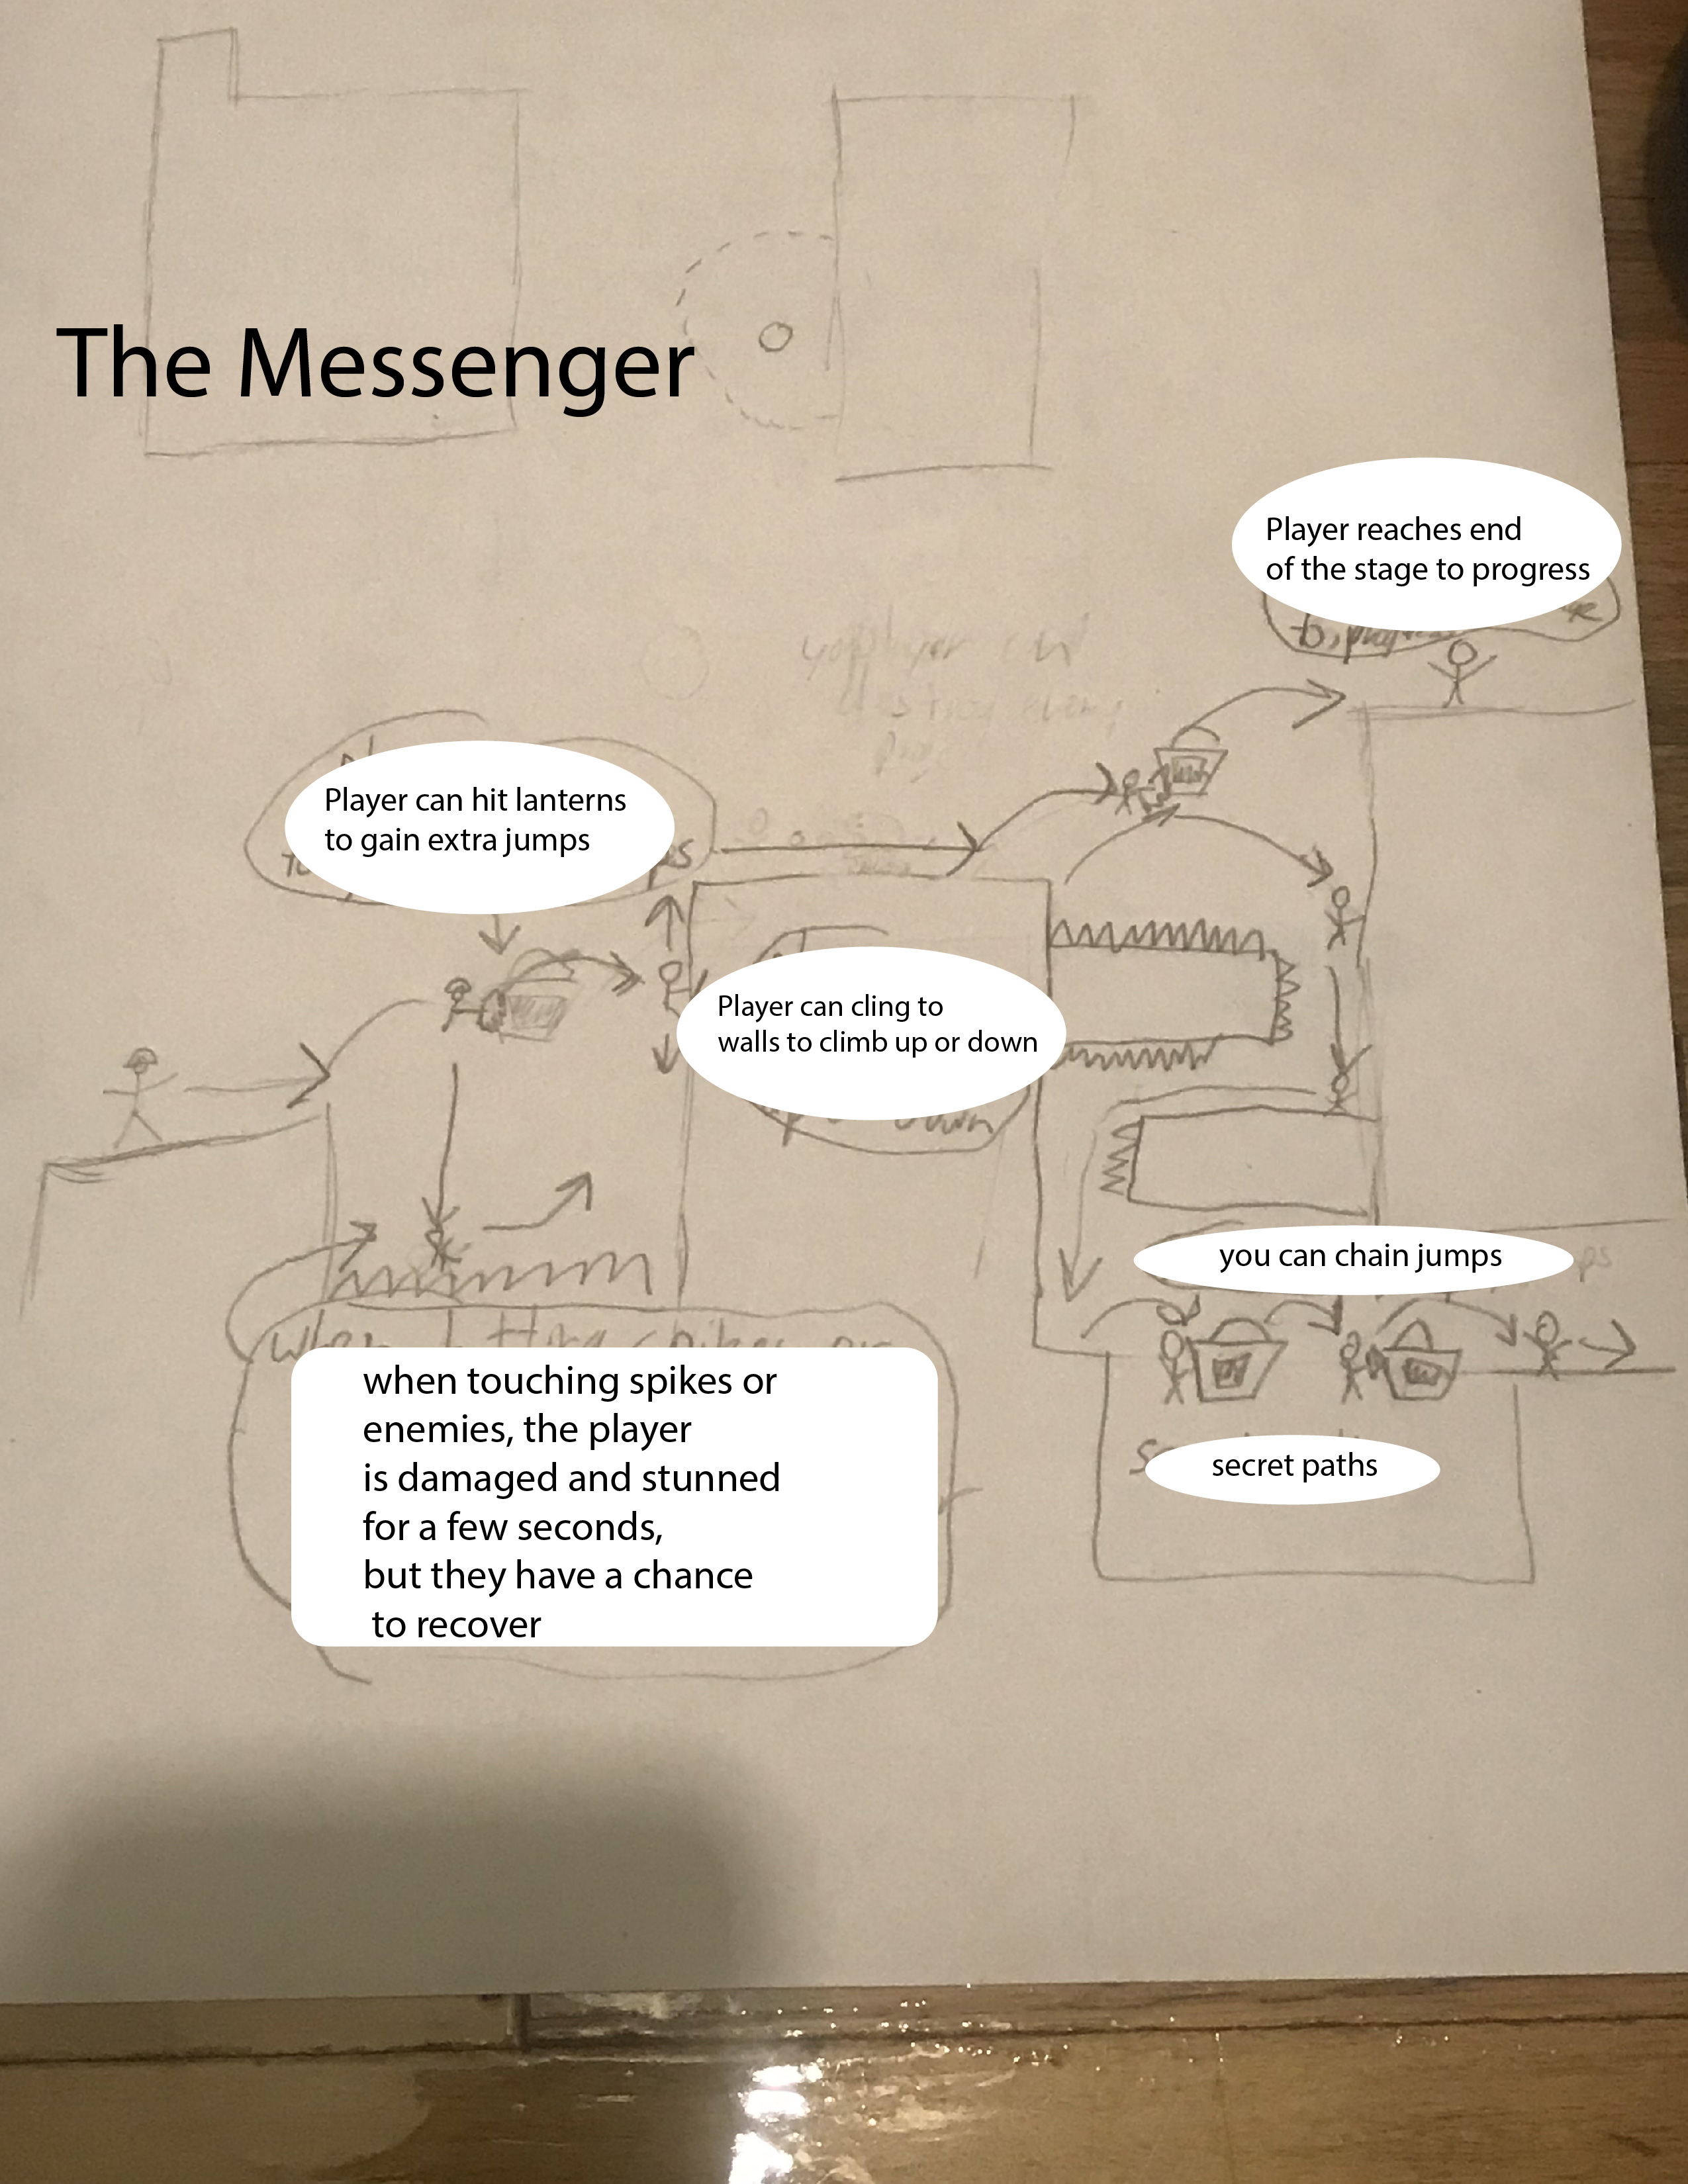 The Messenger
Player reaches end
of the stage to progress
player can
Player can hit lanterns
to gain extra jumps
Player can cling to
walls to climb up or down
you can chain jumps
when touching spikes or
enemies, the player
is damaged and stunned
for a few seconds,
but they have a chance
to recover
secret paths